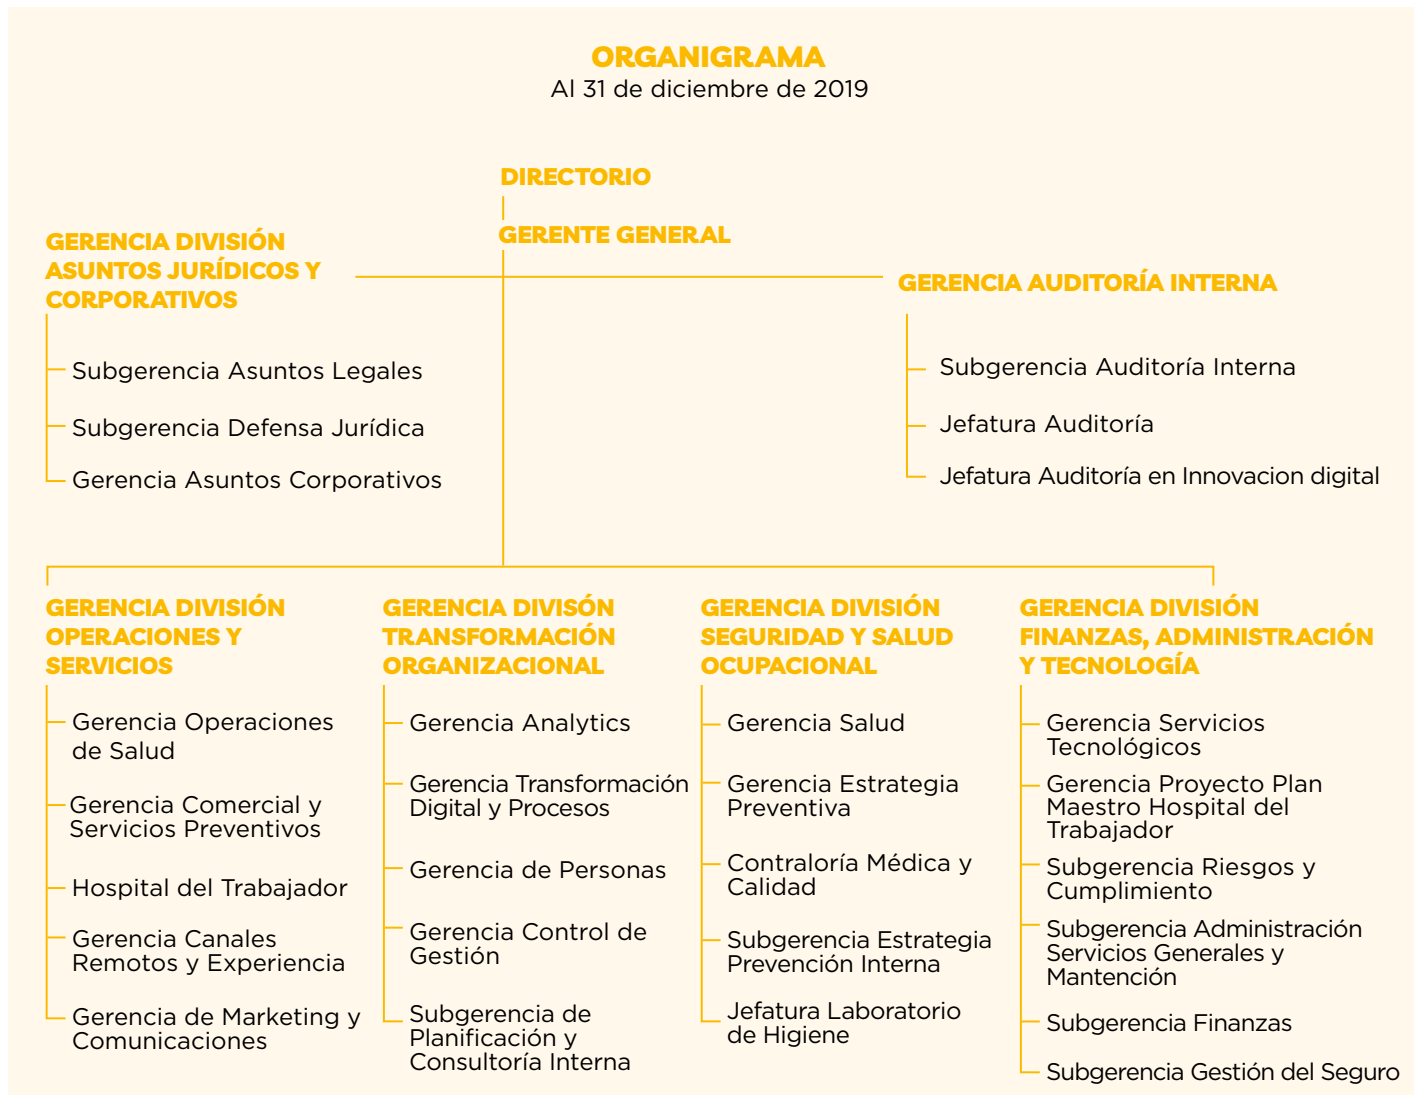 ORGANIGRAMA
Al 31 de diciembre de 2019
DIRECTORIO
GERENTE GENERAL
GERENCIA DIVISIÓN
ASUNTOS JURÍDICOS Y
CORPORATIVOS
Subgerencia Asuntos Legales
Subgerencia Defensa Jurídica
Gerencia Asuntos Corporativos
GERENCIA AUDITORÍA INTERNA
Subgerencia Auditoría Interna
Jefatura Auditoría
Jefatura Auditoría en Innovacion digital
GERENCIA DIVISIÓN
OPERACIONES Y
SERVICIOS
Gerencia Operaciones
de Salud
Gerencia Comercial y
Servicios Preventivos
Hospital del Trabajador
Gerencia Canales
Remotos y Experiencia
Gerencia de Marketing y
Comunicaciones
GERENCIA DIVISÓN
TRANSFORMACIÓN
ORGANIZACIONAL
Gerencia Analytics
Gerencia Transformación
Digital y Procesos
Gerencia de Personas
Gerencia Control de
Gestión
Subgerencia de
Planificación y
Consultoría Interna
GERENCIA DIVISIÓN
SEGURIDAD Y SALUD
OCUPACIONAL
Gerencia Salud
Gerencia Estrategia
Preventiva
Contraloría Médica y
Calidad
Subgerencia Estrategia
Prevención Interna
Jefatura Laboratorio
de Higiene
GERENCIA DIVISIÓN
FINANZAS, ADMINISTRACIÓN
Y TECNOLOGÍA
Gerencia Servicios
Tecnológicos
Gerencia Proyecto Plan
Maestro Hospital del
Trabajador
Subgerencia Riesgos y
Cumplimiento
Subgerencia Administración
Servicios Generales y
Mantención
Subgerencia Finanzas
Subgerencia Gestión del Seguro